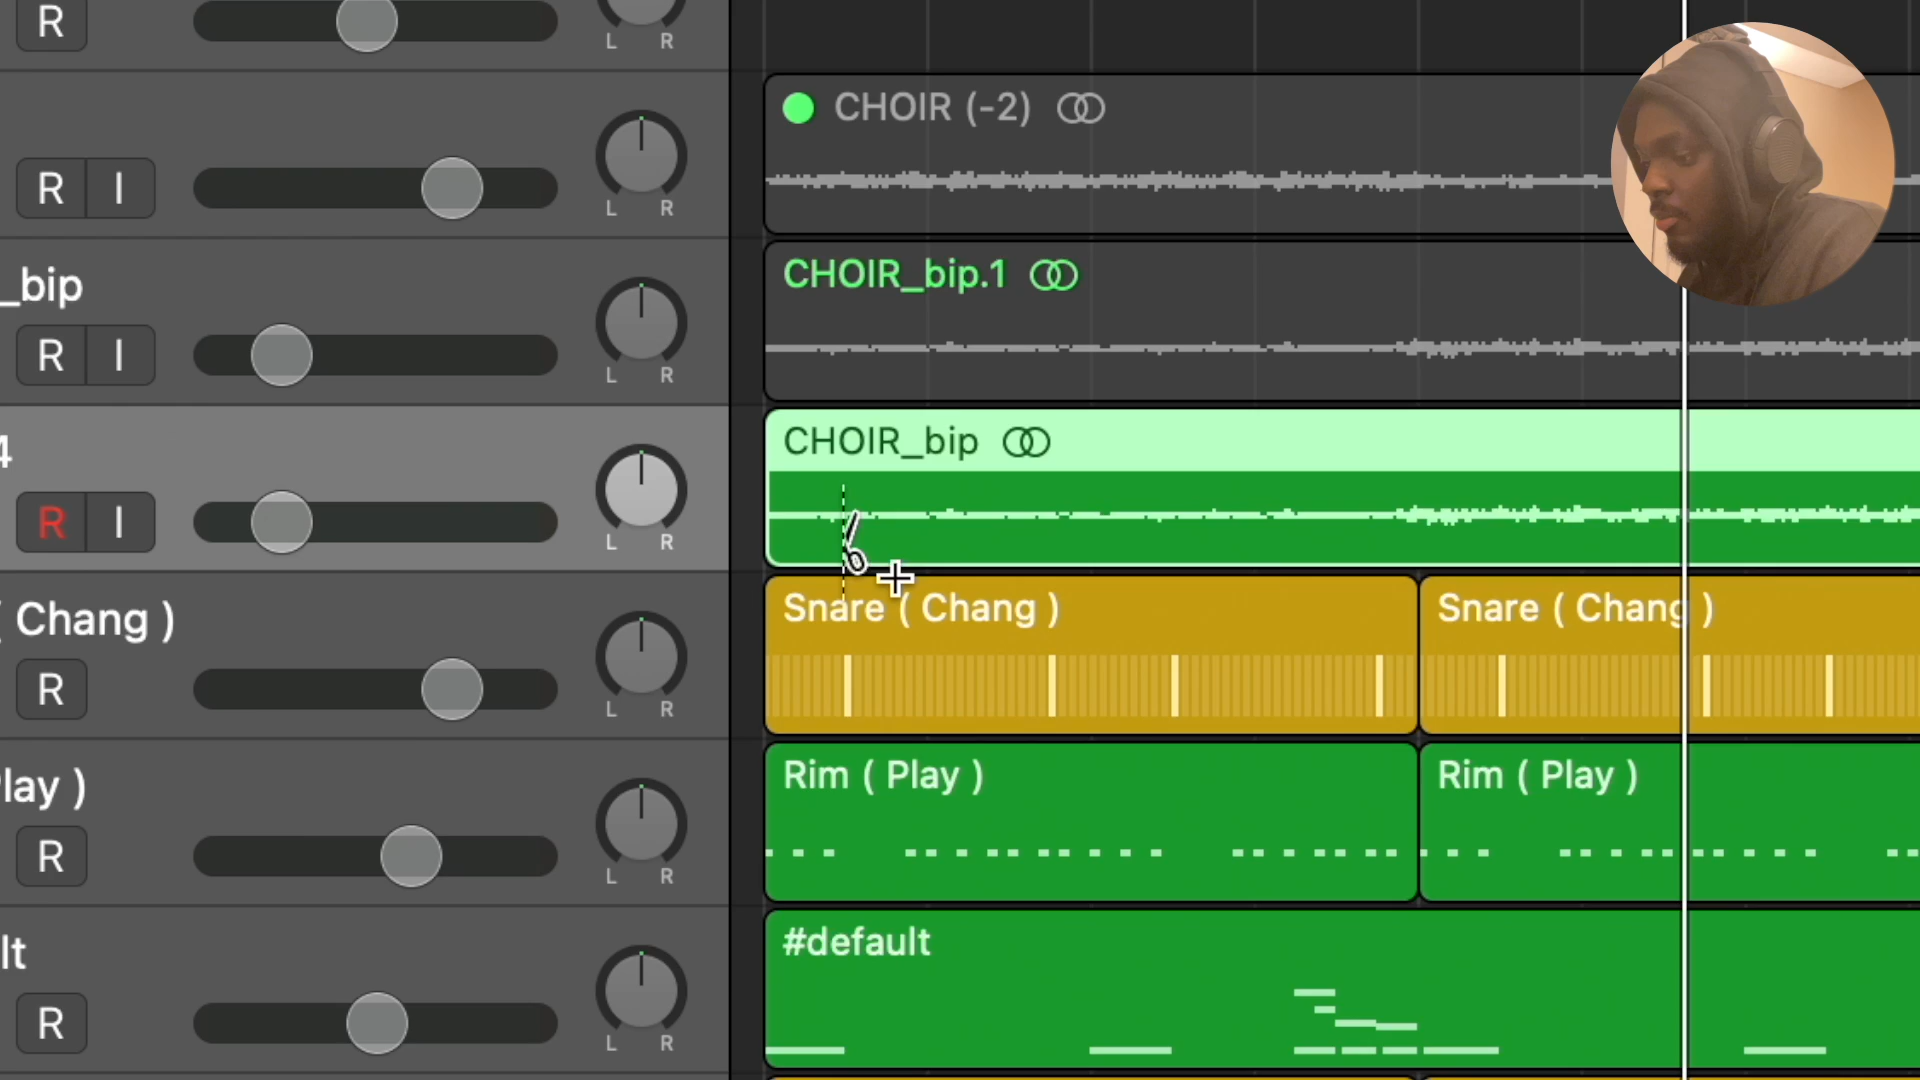 R
L R
CHOIR (-2)
R I
L R
_bip
CHOIR_bip.1
R I
L R
4
CHOIR_bip
R I
L R
( Chang )
Snare ( Chang )
Snare ( Chang )
R
L R
lay )
Rim ( Play )
Rim ( Play )
R
L R
lt
#default
R
L R